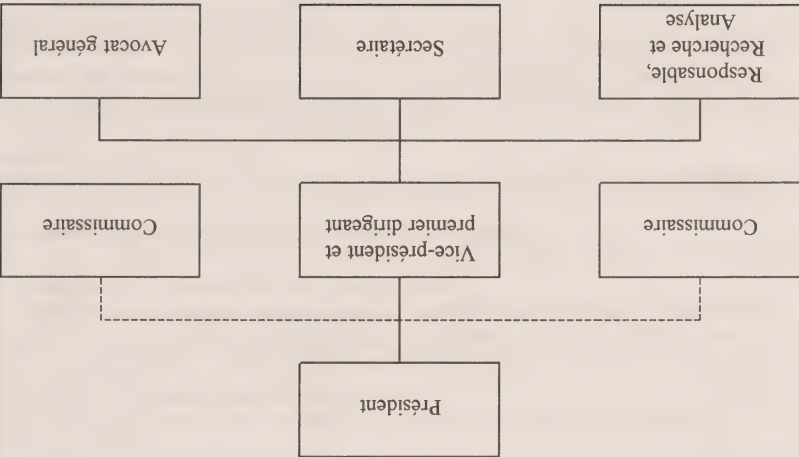 Président
Commissaire
Vice-président et
premier dirigeant
Commissaire
Responsable,
Recherche et
Analyse
Secrétaire
Avocat général